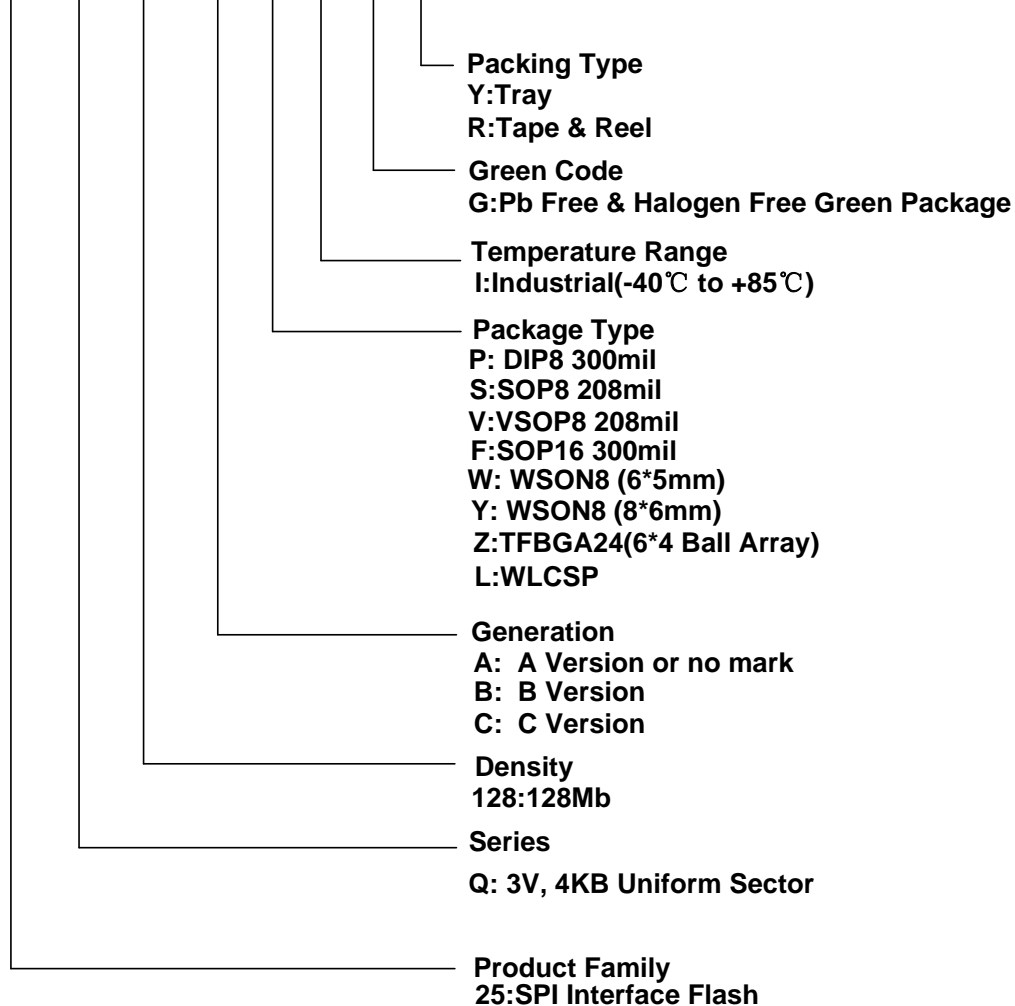 Packing Type
Y:Tray
R:Tape & Reel
Green Code
G:Pb Free & Halogen Free Green Package
Temperature Range
I:Industrial(-40℃ to +85℃)
Package Type
P: DIP8 300mil
S:SOP8 208mil
V:VSOP8 208mil
F:SOP16 300mil
W: WSON8 (6*5mm)
Y: WSON8 (8*6mm)
Z:TFBGA24(6*4 Ball Array)
L:WLCSP
Generation
A: A Version or no mark
B: B Version
C: C Version
Density
128:128Mb
Series
Q: 3V, 4KB Uniform Sector
Product Family
25:SPI Interface Flash